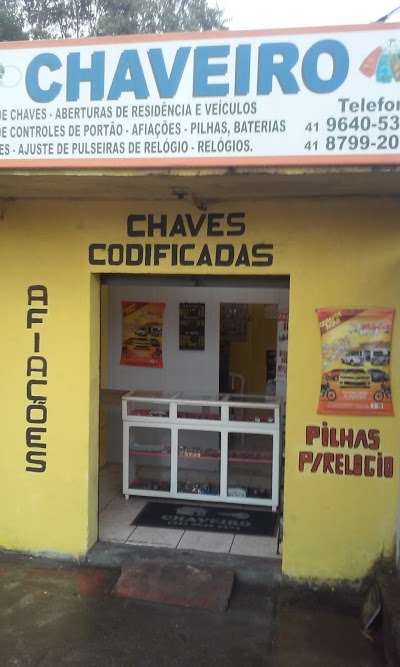 CHAVEIRO
DE CHAVES - ABERTURAS DE RESIDÊNCIA E VEÍCULOS
DE CONTROLES DE PORTÃO - AFIAÇÕES - PILHAS, BATERIAS
ES - AJUSTE DE PULSEIRAS DE RELÓGIO - RELÓGIOS.
Telefo
41 9640-53
41 8799-20
CHAVES
CODIFICADAS
AFIAÇÕES
PILHAS
P/RELOGIO
CHAVEIRO